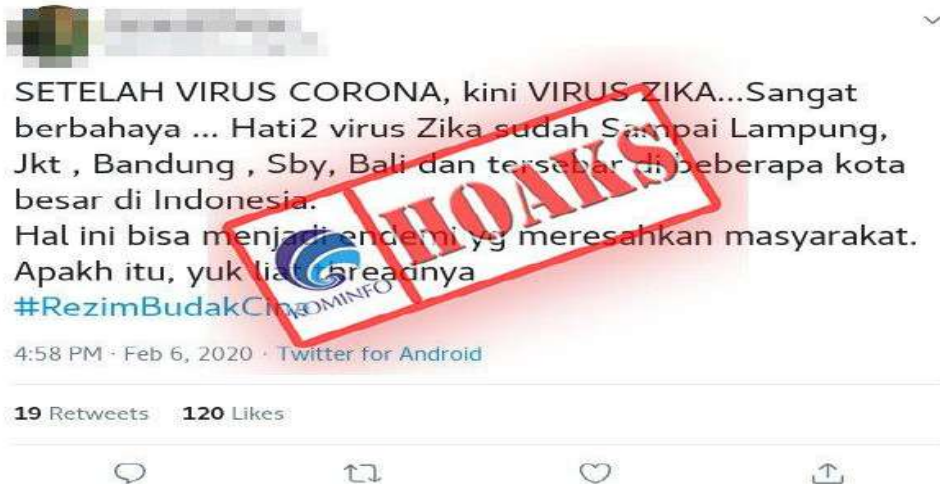 SETELAH VIRUS CORONA, kini VIRUS ZIKA...Sangat
berbahaya ... Hati2 virus Zika sudah Sampai Lampung,
Jkt , Bandung , Sby, Bali dan tersebar di beberapa kota
besar di Indonesia.
Hal ini bisa menjadi endemi yg meresahkan masyarakat.
Apakh itu, yuk liat threadnya
#RezimBudakCina
HOAKS
KOMINFO
4:58 PM · Feb 6, 2020 · Twitter for Android
19 Retweets 120 Likes